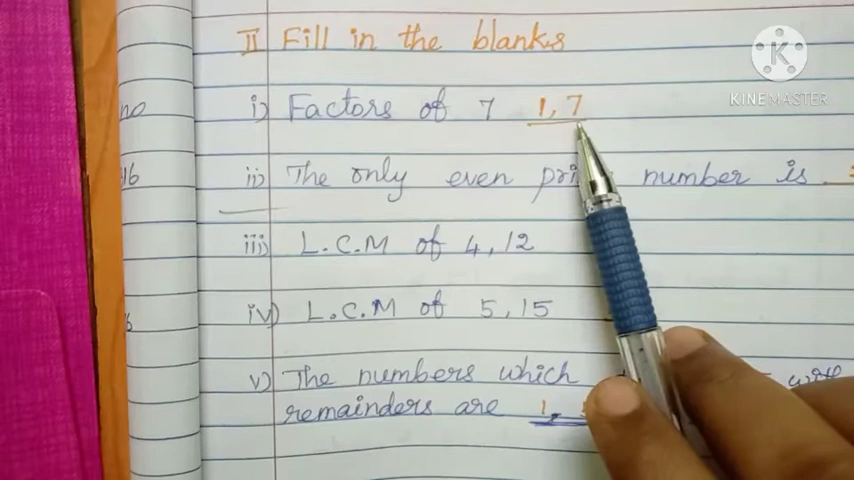 II Fill in the blanks
KINEMASTER
no i) Factors of 7 1, 7
16 ii) The only even number is
iii) L.C.M of 4, 12
iv) L.C.M of 5, 15
v) The numbers which
remainders are 1,